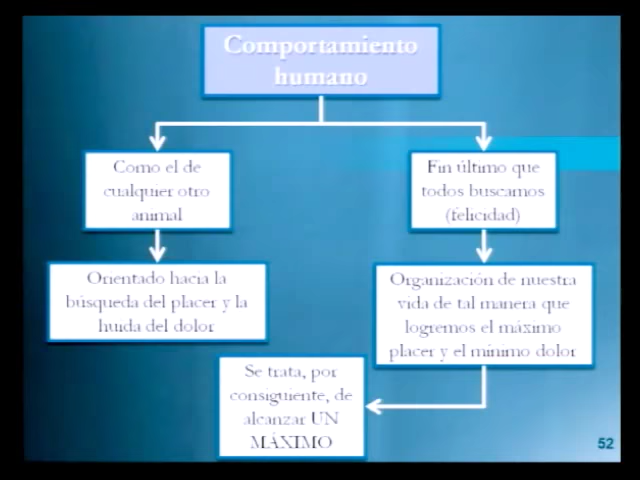 Comportamiento
humano
Como el de
cualquier otro
animal
Fin último que
todos buscamos
(felicidad)
Orientado hacia la
búsqueda del placer y la
huida del dolor
Organización de nuestra
vida de tal manera que
logremos el máximo
placer y el mínimo dolor
Se trata, por
consiguiente, de
alcanzar UN
MÁXIMO
52